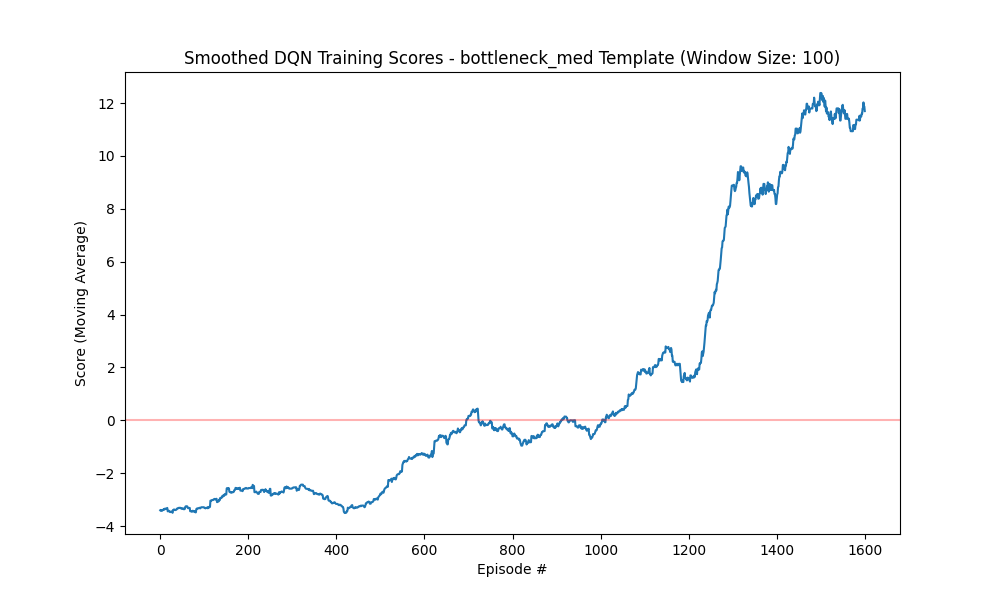 Smoothed DQN Training Scores - bottleneck_med Template (Window Size: 100)
Score (Moving Average)
12
10
8
6
4
2
0
−2
−4
0 200 400 600 800 1000 1200 1400 1600
Episode #